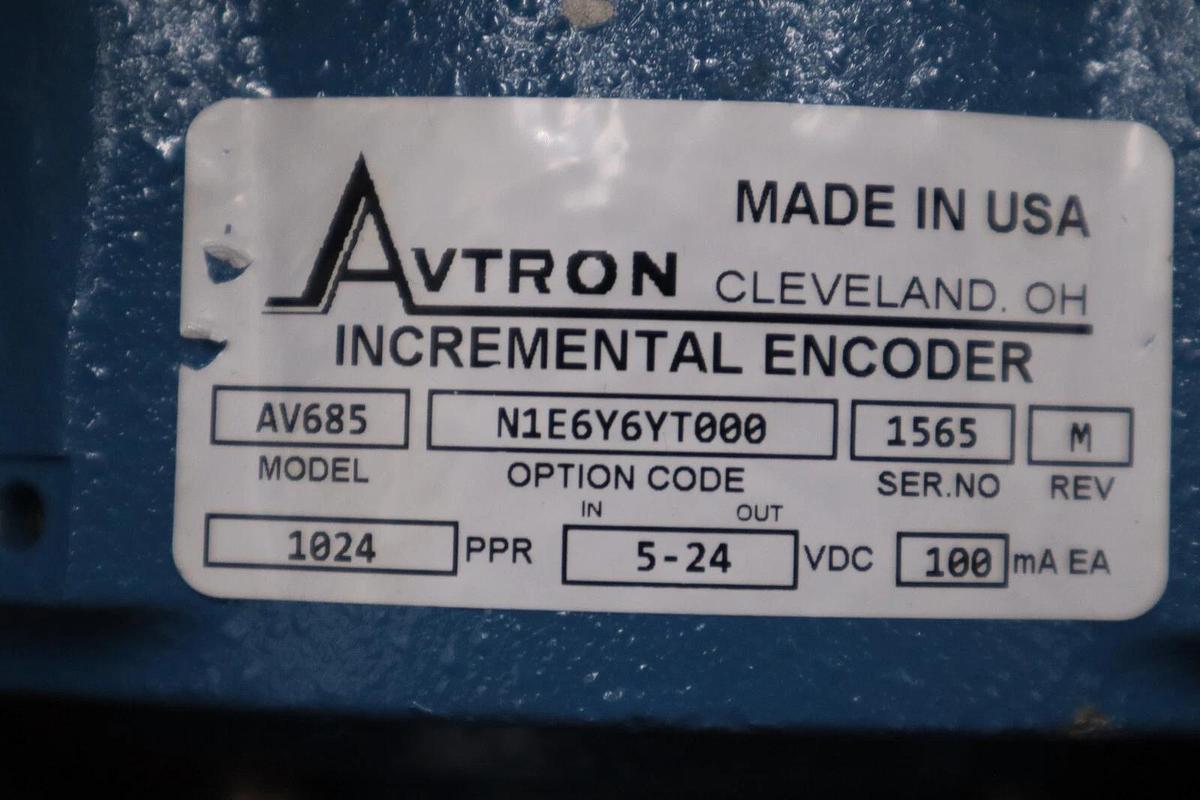 MADE IN USA
AVTRON CLEVELAND, OH
INCREMENTAL ENCODER
AV685 N1E6Y6YT000 1565 M
MODEL OPTION CODE SER.NO REV
IN OUT
1024 PPR 5-24 VDC 100 mA EA